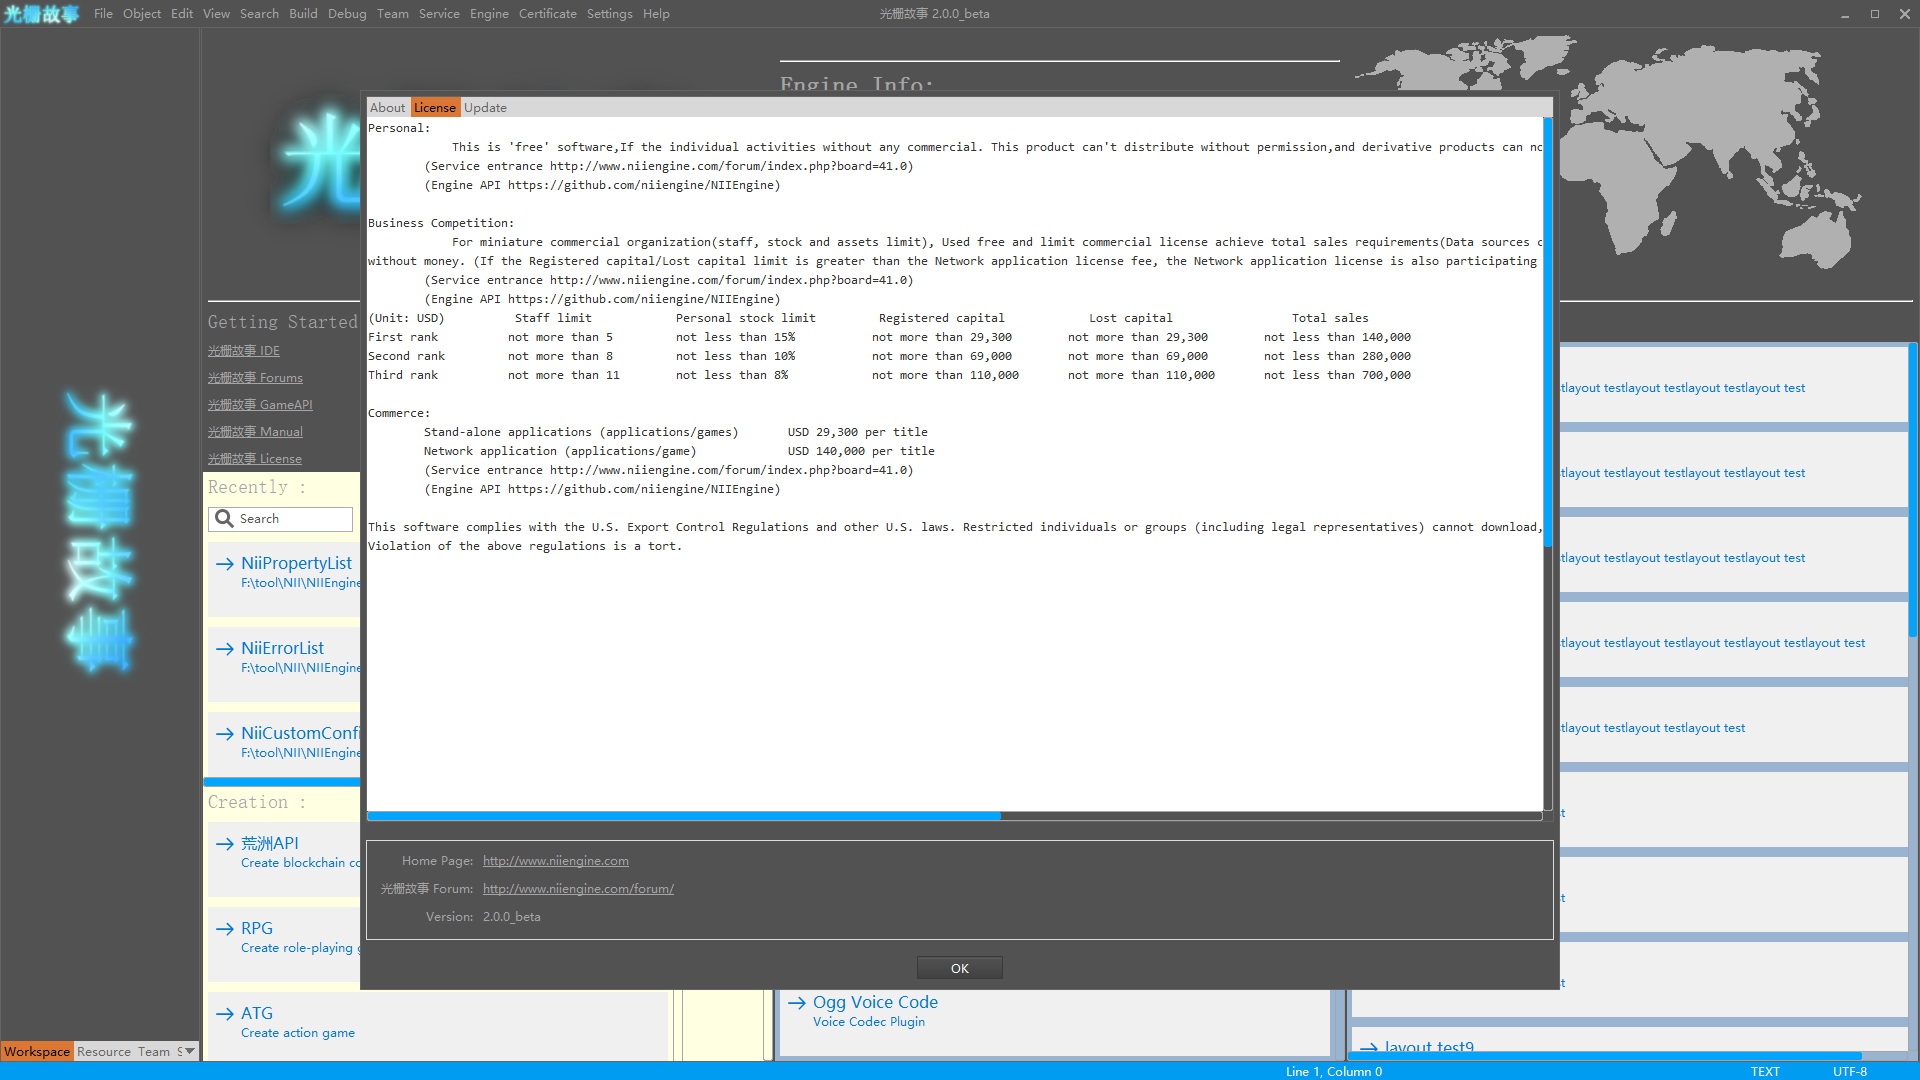 光栅故事 File Object Edit View Search Build Debug Team Service Engine Certificate Settings Help 光栅故事 2.0.0_beta
Engine Info:
光
光栅故事
Getting Started
光栅故事 IDE
光栅故事 Forums
光栅故事 GameAPI
光栅故事 Manual
光栅故事 License
Recently :
Search
NiiPropertyList
F:\tool\NII\NIIEngine
NiiErrorList
F:\tool\NII\NIIEngine
NiiCustomConfi
F:\tool\NII\NIIEngine
Creation :
荒洲API
Create blockchain
RPG
Create role-playing
ATG
Create action game
Workspace Resource Team S
About License Update
Personal:
This is 'free' software,If the individual activities without any commercial. This product can't distribute without permission,and derivative products can
(Service entrance http://www.niiengine.com/forum/index.php?board=41.0)
(Engine API https://github.com/niiengine/NIIEngine)
Business Competition:
For miniature commercial organization(staff, stock and assets limit), Used free and limit commercial license achieve total sales requirements(Data sources
without money. (If the Registered capital/Lost capital limit is greater than the Network application license fee, the Network application license is also participating
(Service entrance http://www.niiengine.com/forum/index.php?board=41.0)
(Engine API https://github.com/niiengine/NIIEngine)
(Unit: USD) Staff limit Personal stock limit Registered capital Lost capital Total sales
First rank not more than 5 not less than 15% not more than 29,300 not more than 29,300 not less than 140,000
Second rank not more than 8 not less than 10% not more than 69,000 not more than 69,000 not less than 280,000
Third rank not more than 11 not less than 8% not more than 110,000 not more than 110,000 not less than 700,000
Commerce:
Stand-alone applications (applications/games) USD 29,300 per title
Network application (applications/game) USD 140,000 per title
(Service entrance http://www.niiengine.com/forum/index.php?board=41.0)
(Engine API https://github.com/niiengine/NIIEngine)
This software complies with the U.S. Export Control Regulations and other U.S. laws. Restricted individuals or groups (including legal representatives) cannot download,
Violation of the above regulations is a tort.
Home Page: http://www.niiengine.com
光栅故事 Forum: http://www.niiengine.com/forum/
Version: 2.0.0_beta
OK
Ogg Voice Code
Voice Codec Plugin
tlayout testlayout testlayout testlayout test
tlayout testlayout testlayout testlayout test
tlayout testlayout testlayout testlayout test
tlayout testlayout testlayout testlayout testlayout test
tlayout testlayout testlayout test
t
t
t
layout test9
Line 1, Column 0 TEXT UTF-8